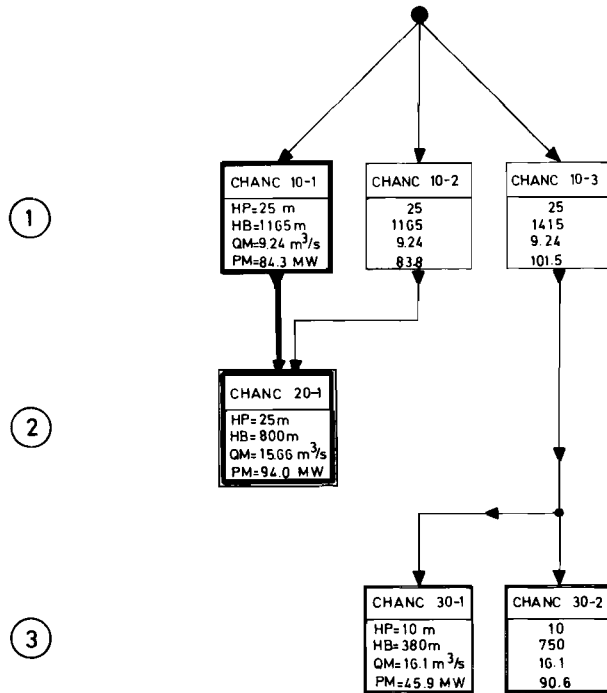 1
CHANC 10-1
HP=25 m
HB=1165m
QM=9.24 m³/s
PM=84.3 MW
CHANC 10-2
25
1165
9.24
83.8
CHANC 10-3
25
1415
9.24
101.5
2
CHANC 20-1
HP=25m
HB=800m
QM=15.66 m³/s
PM=94.0 MW
3
CHANC 30-1
HP=10 m
HB=380m
QM=16.1 m³/s
PM=45.9 MW
CHANC 30-2
10
750
16.1
90.6